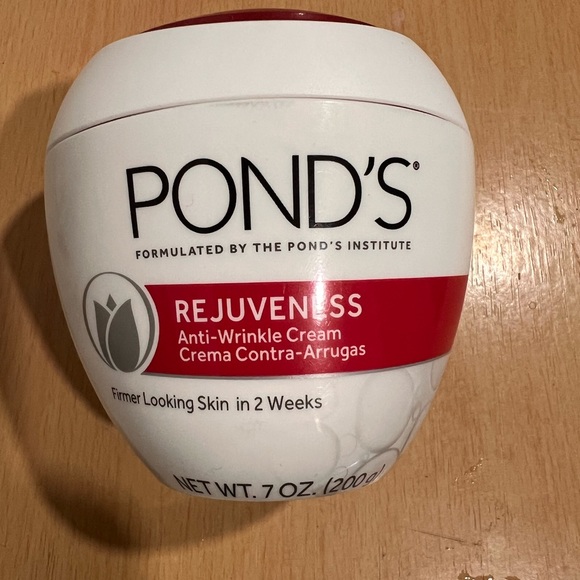 POND'S®
FORMULATED BY THE POND'S INSTITUTE
REJUVENESS
Anti-Wrinkle Cream
Crema Contra-Arrugas
Firmer Looking Skin in 2 Weeks
NET WT. 7 OZ. (200 g)